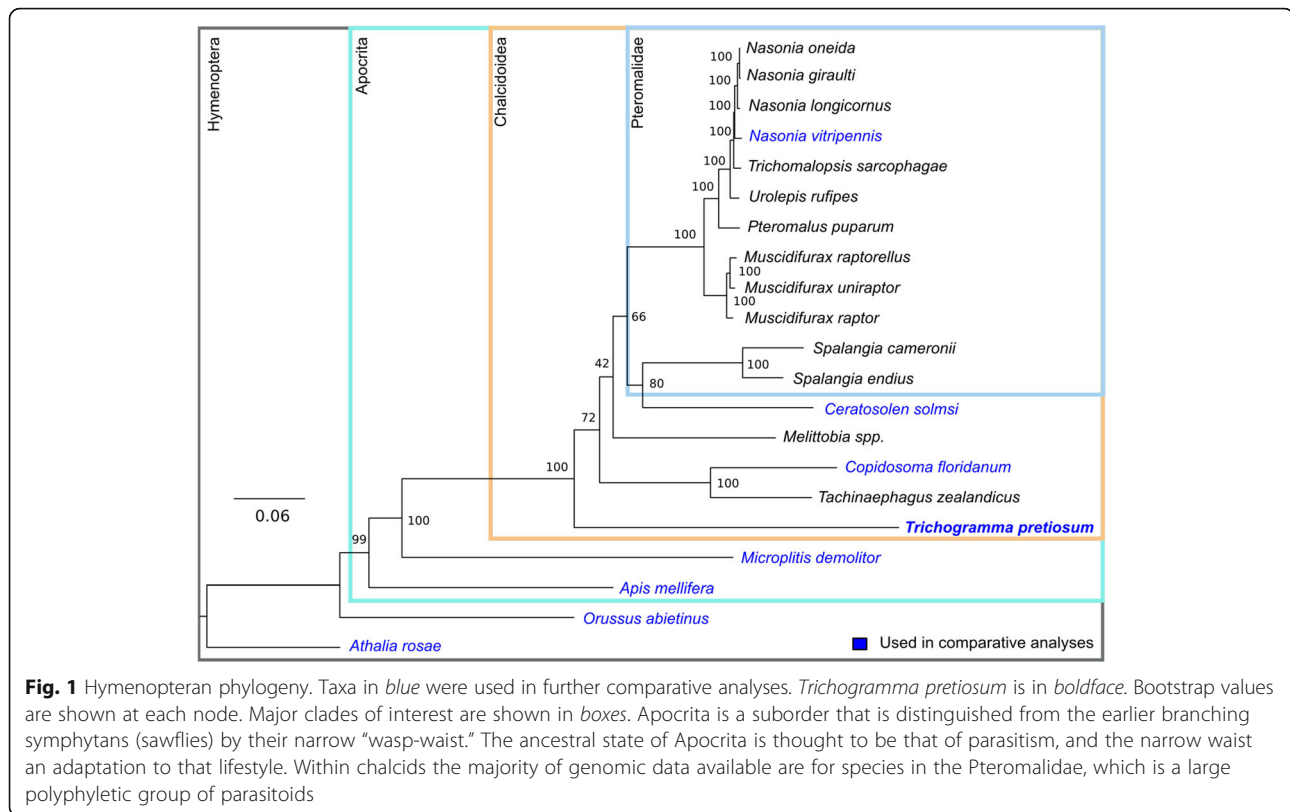 Hymenoptera
Apocrita
Chalcidoidea
Pteromalidae
100
Nasonia oneida
100
Nasonia giraulti
100
Nasonia longicornus
100
Nasonia vitripennis
100
Trichomalopsis sarcophagae
100
Urolepis rufipes
100
Pteromalus puparum
100
Muscidifurax raptorellus
100
Muscidifurax uniraptor
100
Muscidifurax raptor
66
Spalangia cameronii
42
100
80
Spalangia endius
Ceratosolen solmsi
72
Melittobia spp.
100
Copidosoma floridanum
100
Tachinaephagus zealandicus
0.06
100
Trichogramma pretiosum
99
Microplitis demolitor
Apis mellifera
Orussus abietinus
Athalia rosae
Used in comparative analyses
Fig. 1 Hymenopteran phylogeny. Taxa in blue were used in further comparative analyses. Trichogramma pretiosum is in boldface. Bootstrap values
are shown at each node. Major clades of interest are shown in boxes. Apocrita is a suborder that is distinguished from the earlier branching
symphytans (sawflies) by their narrow “wasp-waist.” The ancestral state of Apocrita is thought to be that of parasitism, and the narrow waist
an adaptation to that lifestyle. Within chalcids the majority of genomic data available are for species in the Pteromalidae, which is a large
polyphyletic group of parasitoids